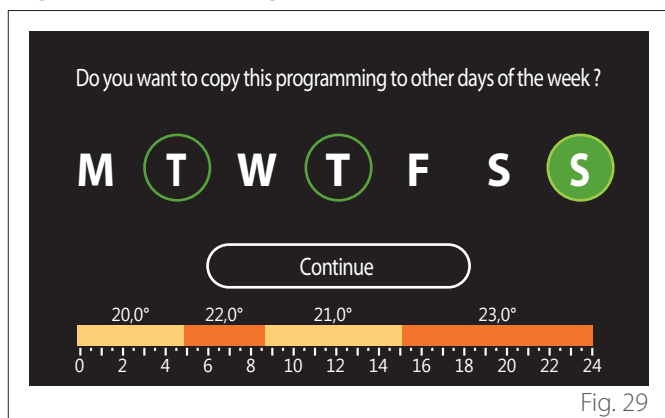 Do you want to copy this programming to other days of the week ?
M T W T F S S
Continue
20,0° 22,0° 21,0° 23,0°
0 2 4 6 8 10 12 14 16 18 20 22 24
Fig. 29